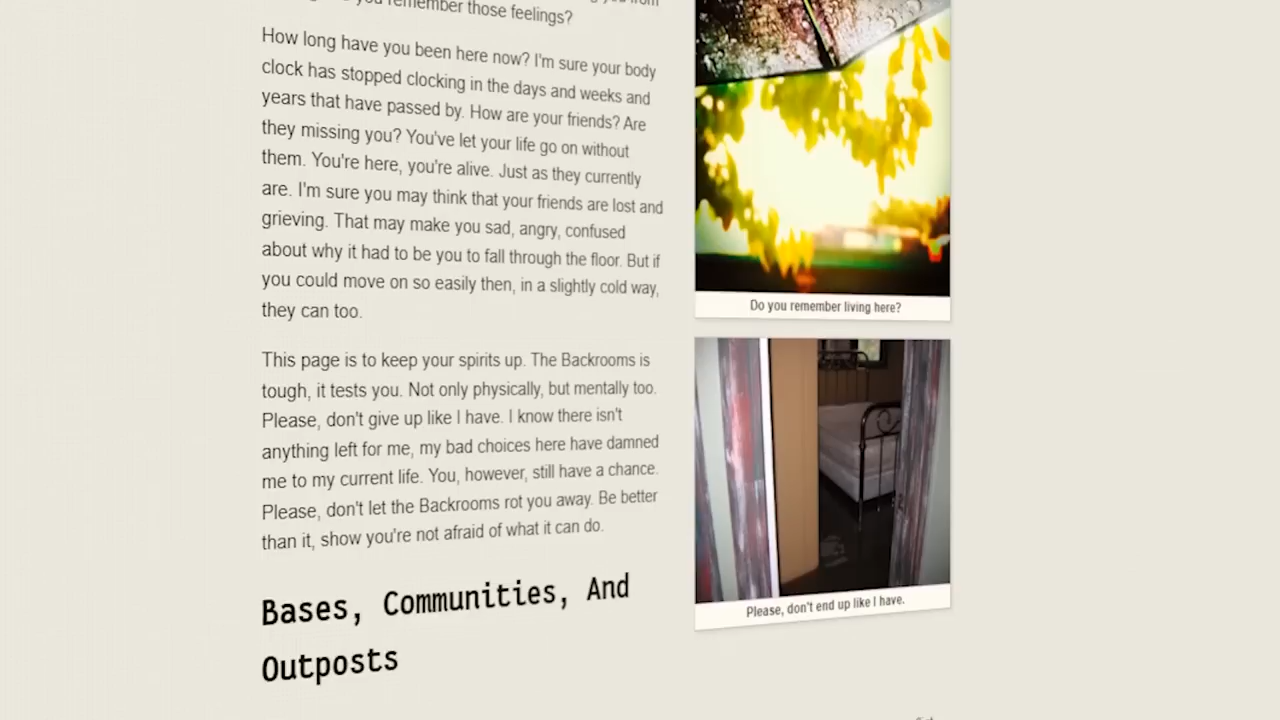 you from
you remember those feelings?
How long have you been here now? I'm sure your body
clock has stopped clocking in the days and weeks and
years that have passed by. How are your friends? Are
they missing you? You've let your life go on without
them. You're here, you're alive. Just as they currently
are. I'm sure you may think that your friends are lost and
grieving. That may make you sad, angry, confused
about why it had to be you to fall through the floor. But if
you could move on so easily then, in a slightly cold way,
they can too.
This page is to keep your spirits up. The Backrooms is
tough, it tests you. Not only physically, but mentally too.
Please, don't give up like I have. I know there isn't
anything left for me, my bad choices here have damned
me to my current life. You, however, still have a chance.
Please, don't let the Backrooms rot you away. Be better
than it, show you're not afraid of what it can do.
Bases, Communities, And
Outposts
Do you remember living here?
Please, don't end up like I have.